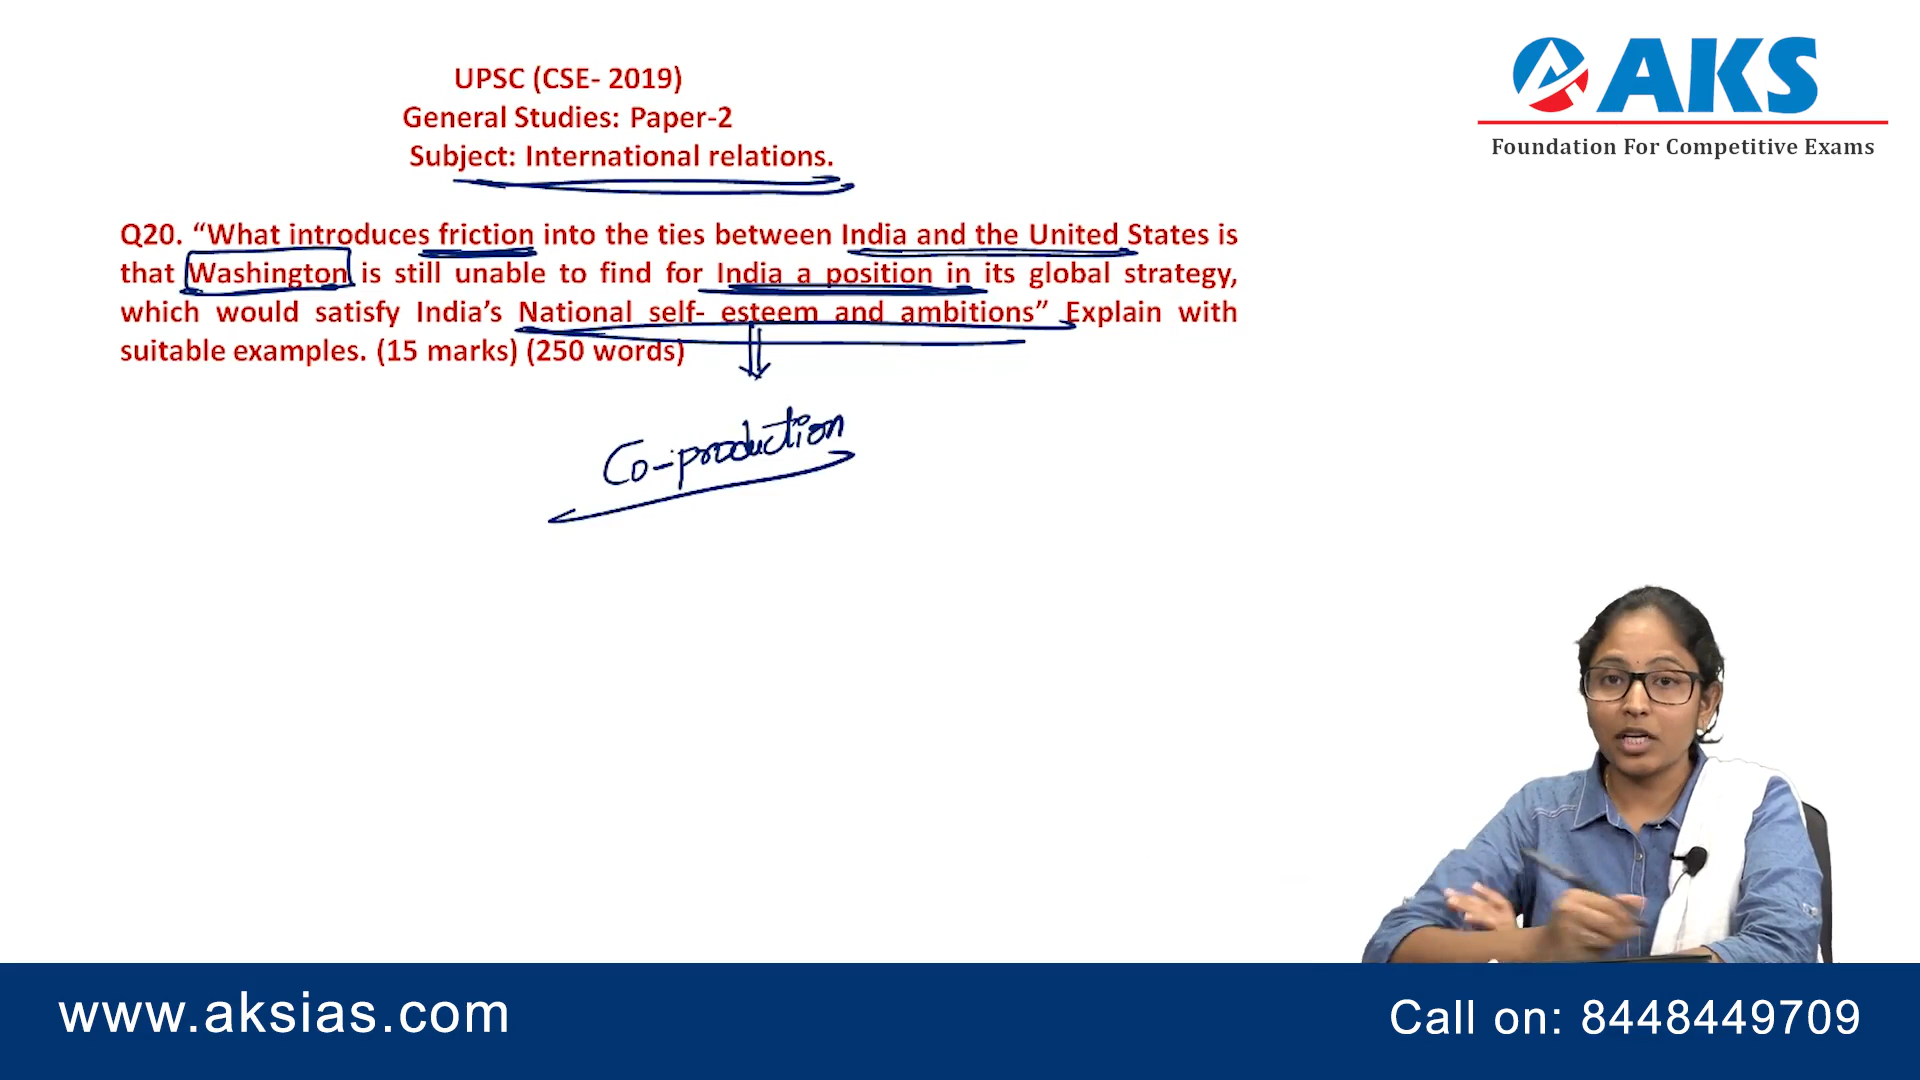 UPSC (CSE- 2019)
General Studies: Paper-2
Subject: International relations.
AKS
Foundation For Competitive Exams
Q20. “What introduces friction into the ties between India and the United States is
that Washington is still unable to find for India a position in its global strategy,
which would satisfy India’s National self- esteem and ambitions” Explain with
suitable examples. (15 marks) (250 words)
Co-production
www.aksias.com
Call on: 8448449709